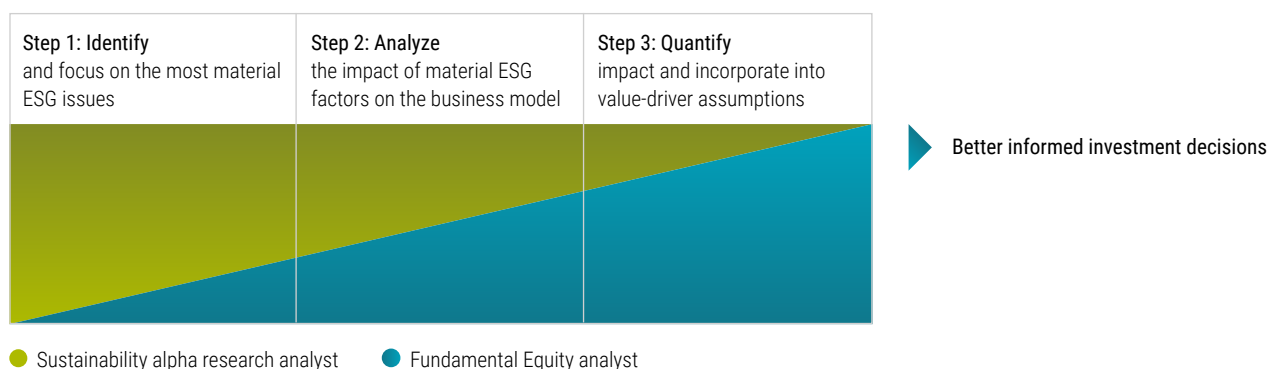 Step 1: Identify
and focus on the most material
ESG issues
Step 2: Analyze
the impact of material ESG
factors on the business model
Step 3: Quantify
impact and incorporate into
value-driver assumptions
Better informed investment decisions
Sustainability alpha research analyst
Fundamental Equity analyst